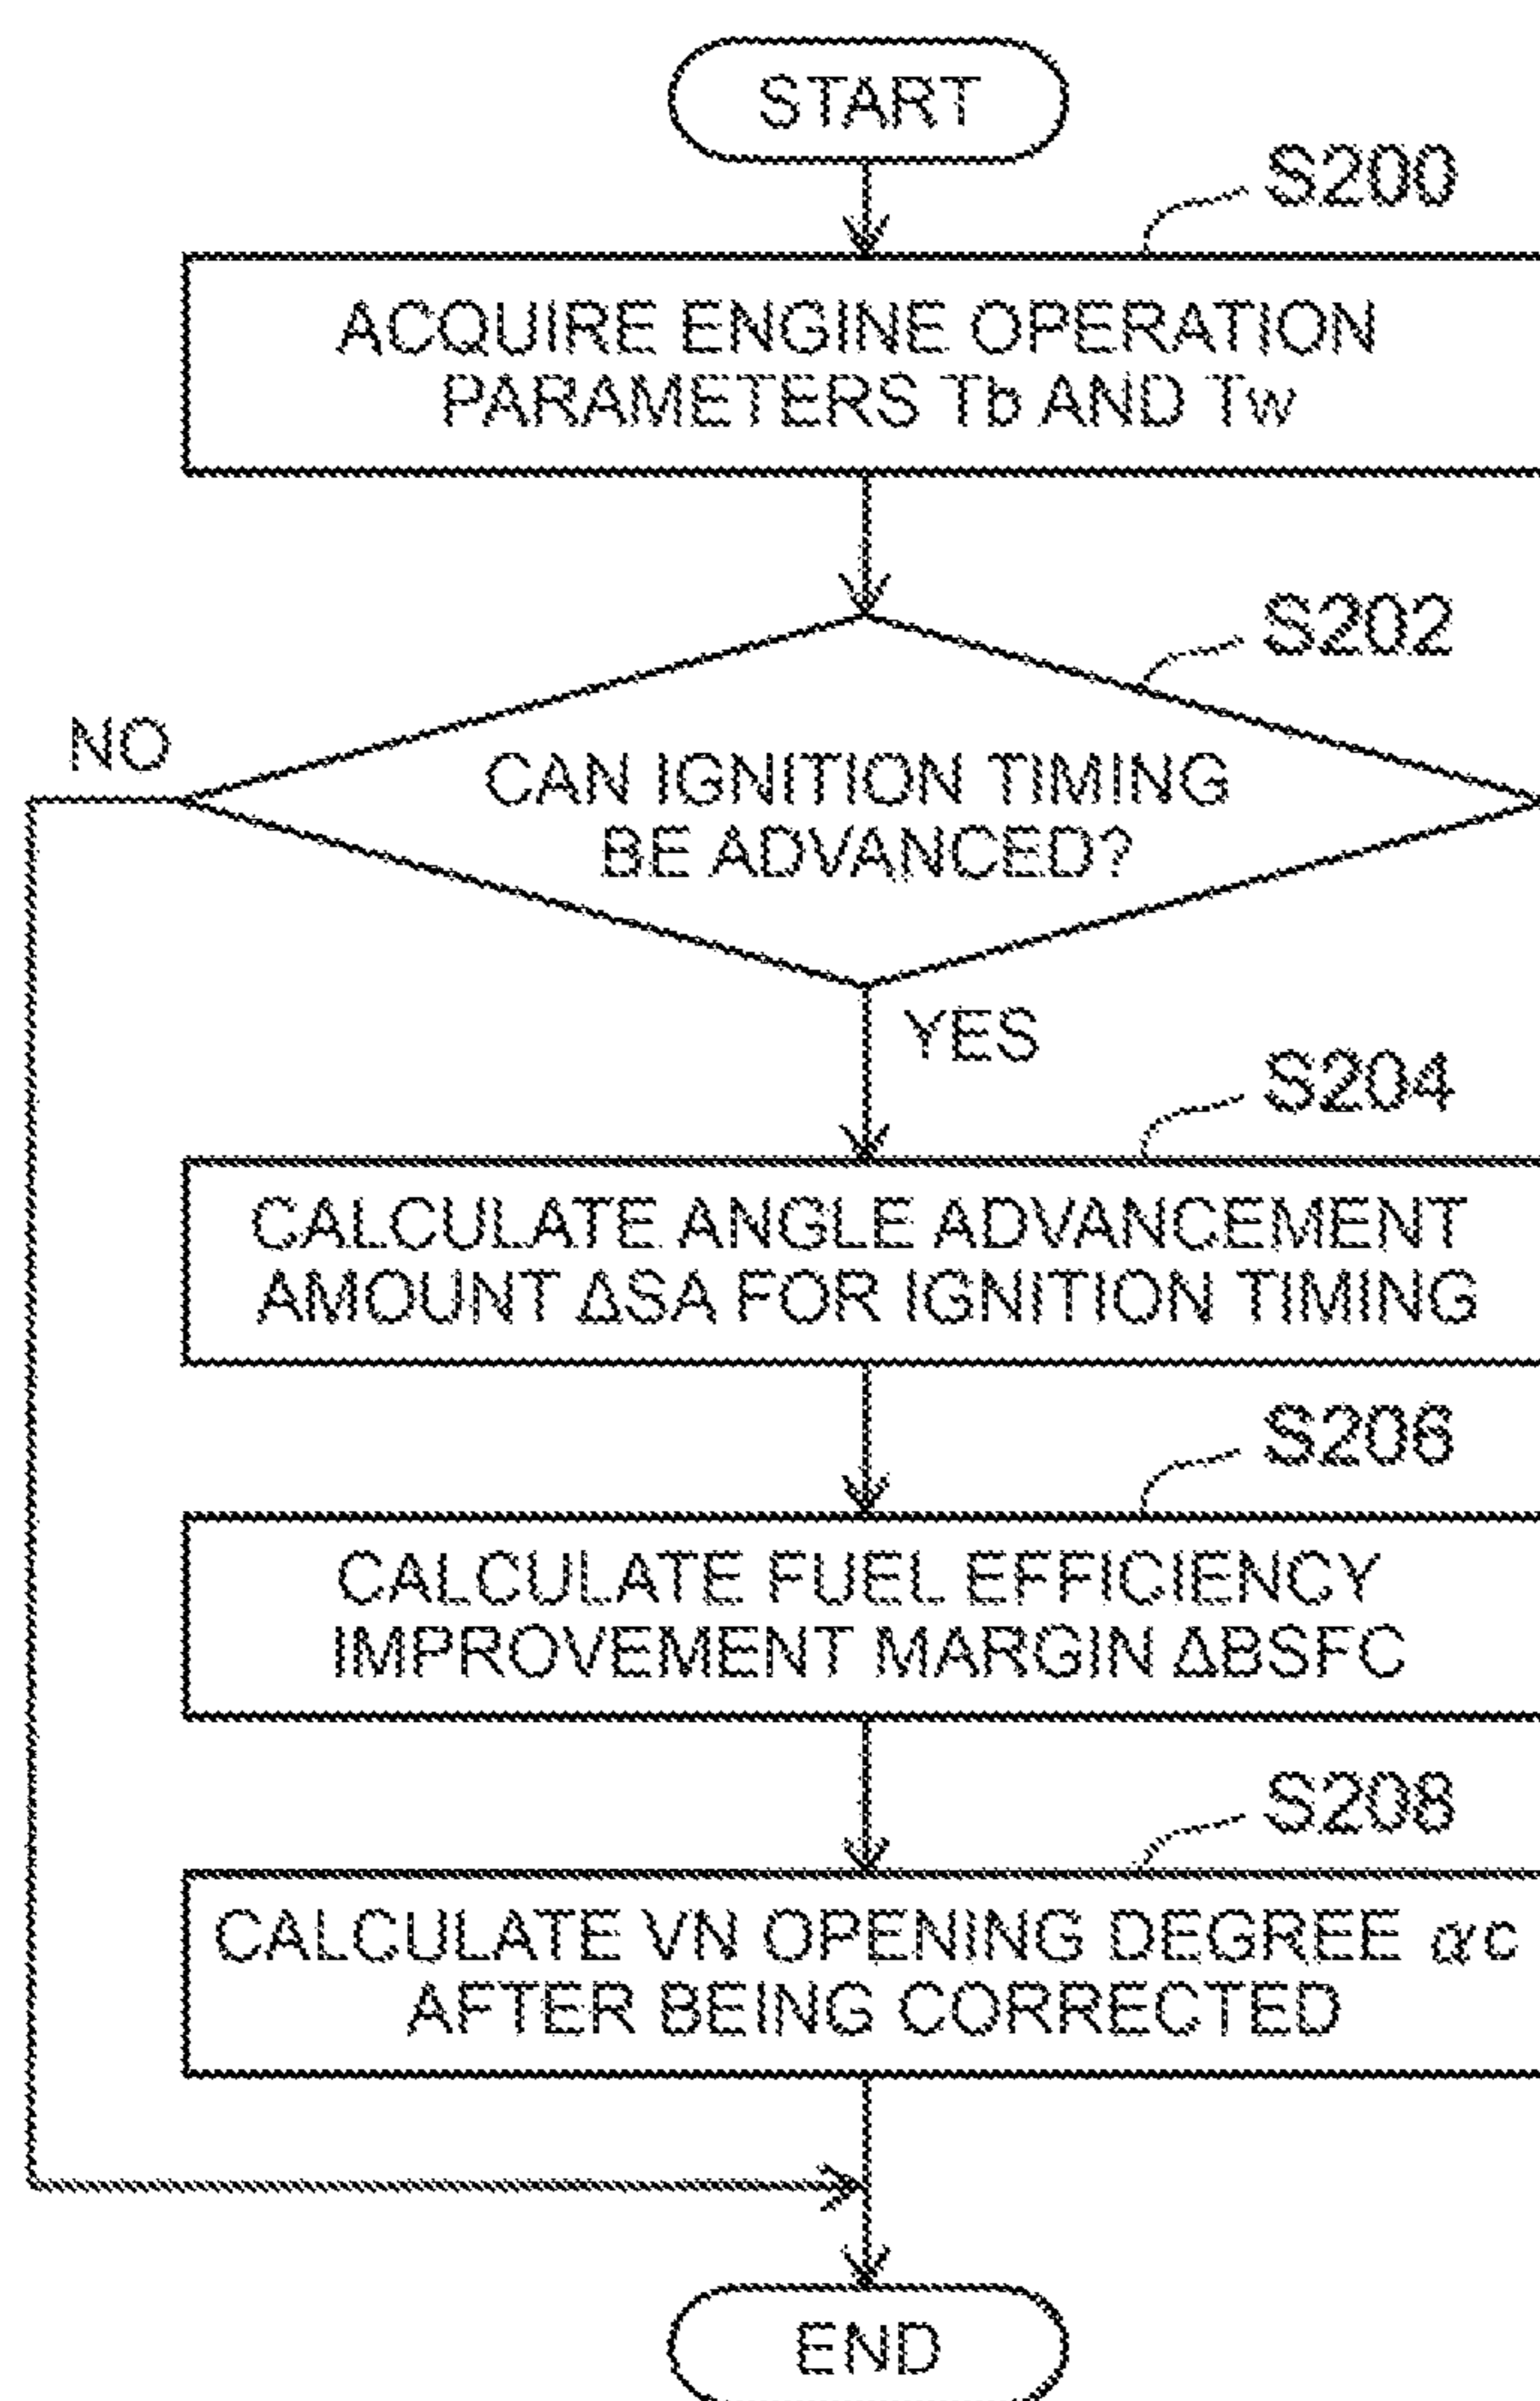 START
S200
ACQUIRE ENGINE OPERATION
PARAMETERS Tb AND Tw
S202
NO
CAN IGNITION TIMING
BE ADVANCED?
YES
S204
CALCULATE ANGLE ADVANCEMENT
AMOUNT ΔSA FOR IGNITION TIMING
S206
CALCULATE FUEL EFFICIENCY
IMPROVEMENT MARGIN ΔBSFC
S208
CALCULATE VN OPENING DEGREE αc
AFTER BEING CORRECTED
END